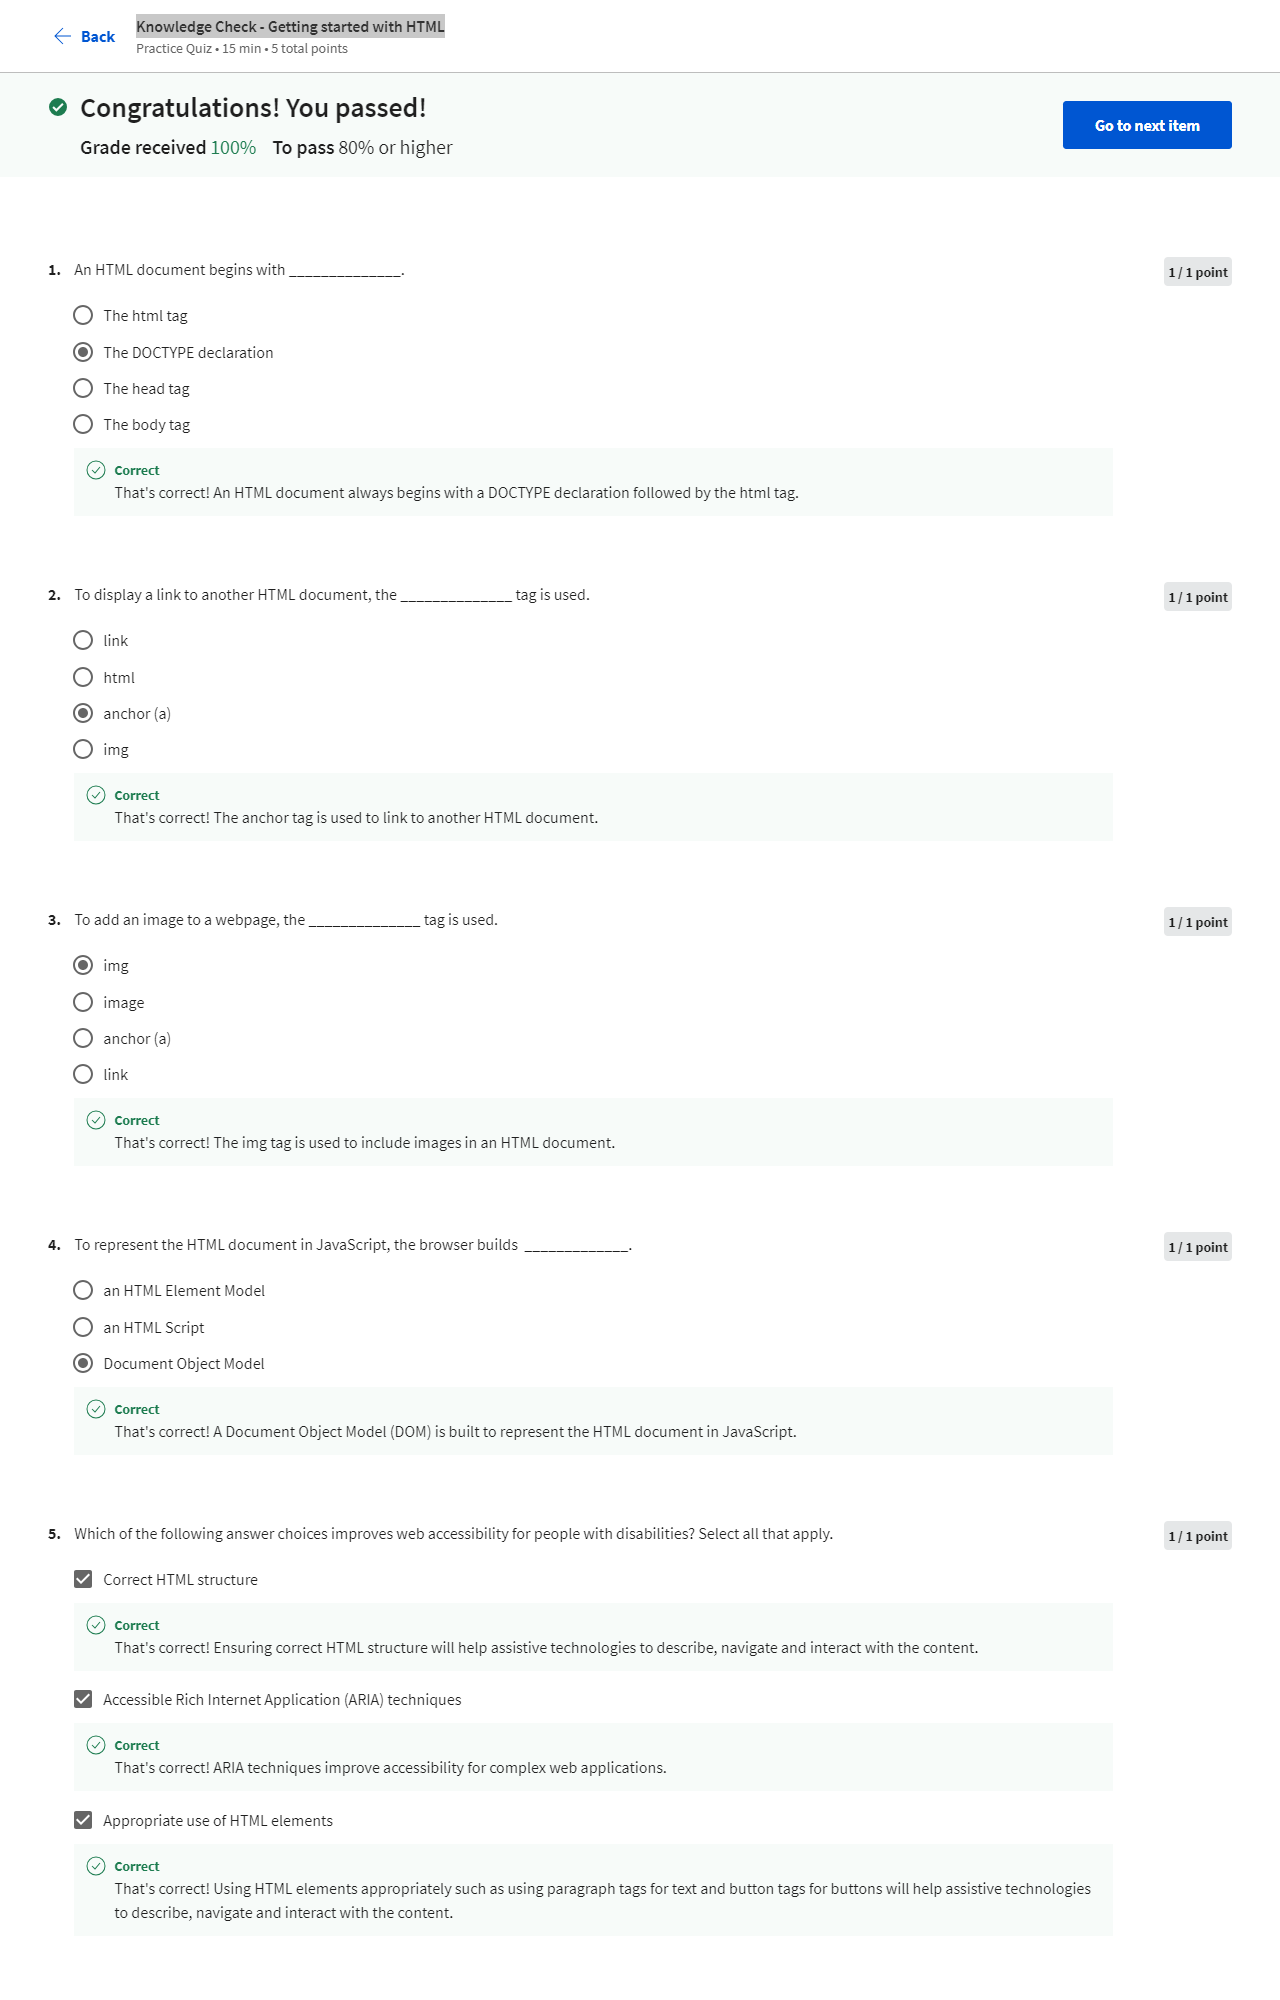 Back
Knowledge Check - Getting started with HTML
Practice Quiz • 15 min • 5 total points
Congratulations! You passed!
Grade received 100% To pass 80% or higher
Go to next item
1. An HTML document begins with ______________.
1 / 1 point
The html tag
The DOCTYPE declaration
The head tag
The body tag
Correct
That's correct! An HTML document always begins with a DOCTYPE declaration followed by the html tag.
2. To display a link to another HTML document, the ______________ tag is used.
1 / 1 point
link
html
anchor (a)
img
Correct
That's correct! The anchor tag is used to link to another HTML document.
3. To add an image to a webpage, the ______________ tag is used.
1 / 1 point
img
image
anchor (a)
link
Correct
That's correct! The img tag is used to include images in an HTML document.
4. To represent the HTML document in JavaScript, the browser builds _____________.
1 / 1 point
an HTML Element Model
an HTML Script
Document Object Model
Correct
That's correct! A Document Object Model (DOM) is built to represent the HTML document in JavaScript.
5. Which of the following answer choices improves web accessibility for people with disabilities? Select all that apply.
1 / 1 point
Correct HTML structure
Correct
That's correct! Ensuring correct HTML structure will help assistive technologies to describe, navigate and interact with the content.
Accessible Rich Internet Application (ARIA) techniques
Correct
That's correct! ARIA techniques improve accessibility for complex web applications.
Appropriate use of HTML elements
Correct
That's correct! Using HTML elements appropriately such as using paragraph tags for text and button tags for buttons will help assistive technologies
to describe, navigate and interact with the content.